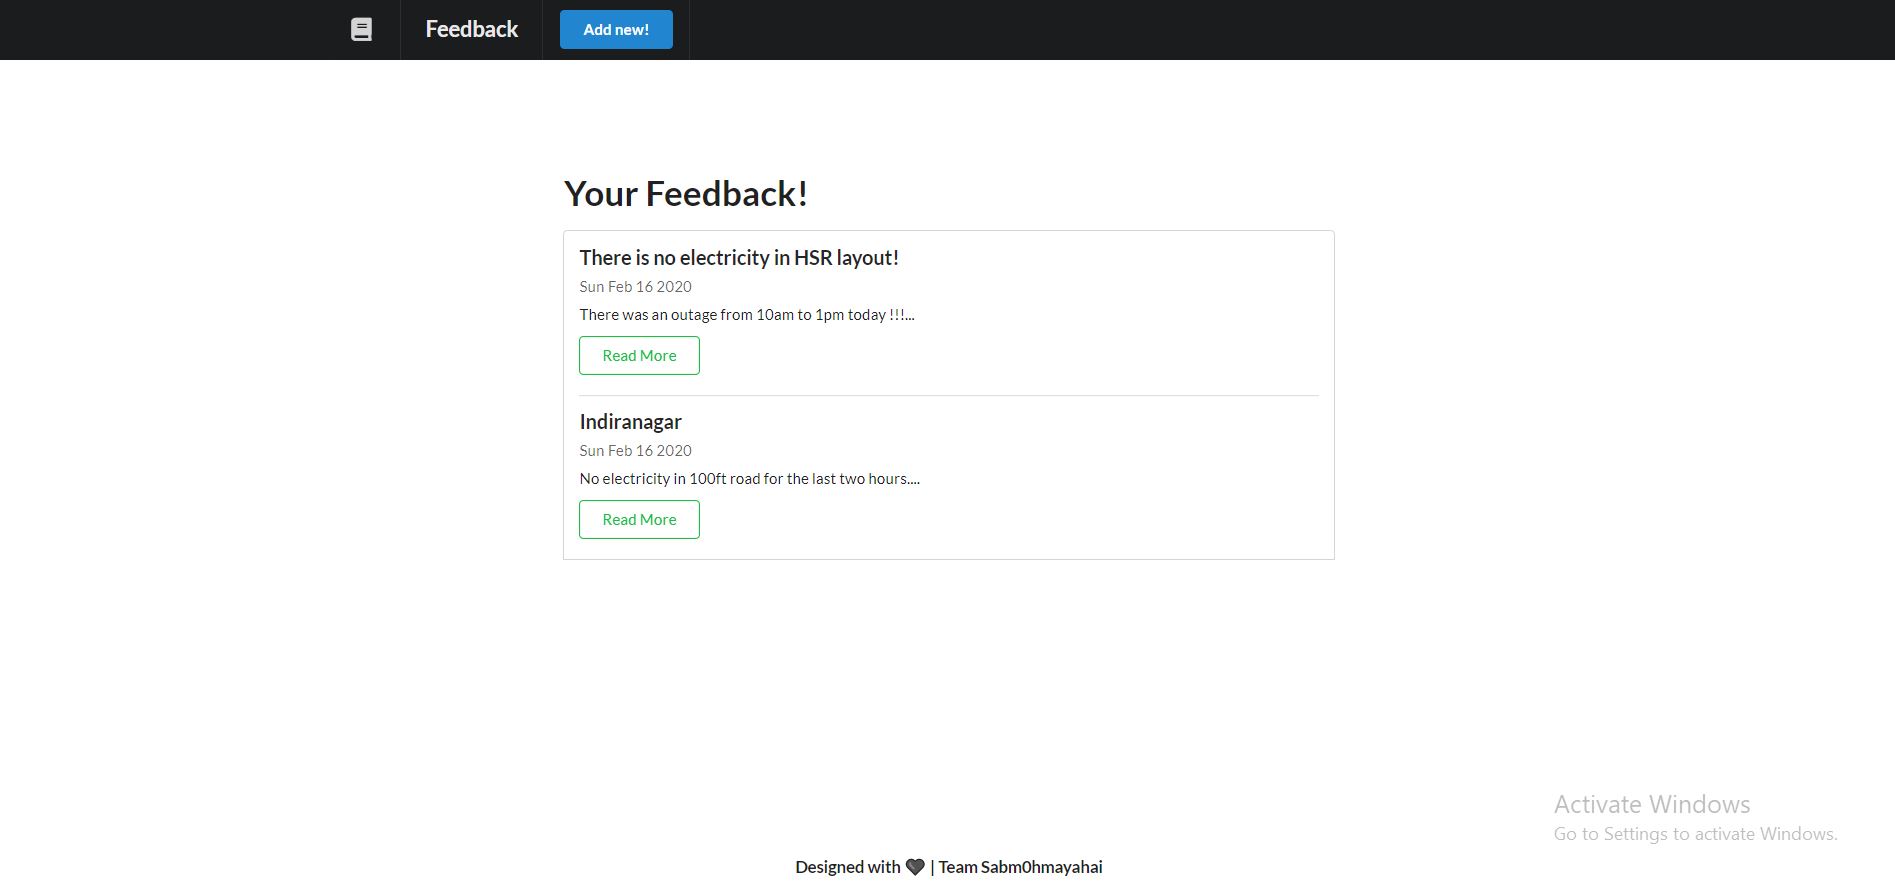 Feedback
Add new!
Your Feedback!
There is no electricity in HSR layout!
Sun Feb 16 2020
There was an outage from 10am to 1pm today !!!...
Read More
Indiranagar
Sun Feb 16 2020
No electricity in 100ft road for the last two hours....
Read More
Activate Windows
Go to Settings to activate Windows.
Designed with 🖤 | Team Sabm0hmayahai